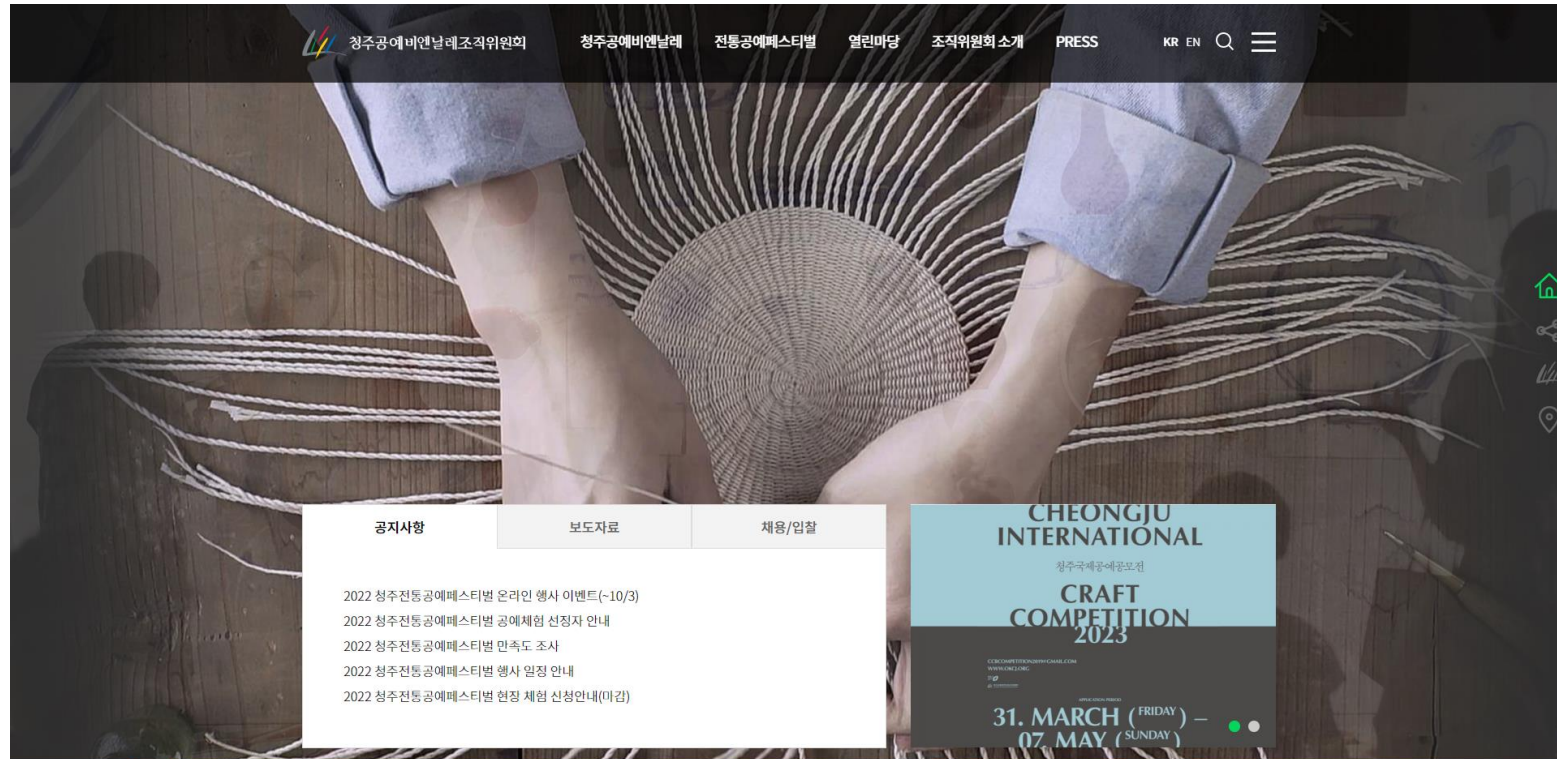 청주공예비엔날레조직위원회
청주공예비엔날레
전통공예페스티벌
열린마당
조직위원회 소개
PRESS
KR EN
공지사항
보도자료
채용/입찰
2022 청주전통공예페스티벌 온라인 행사 이벤트(~10/3)
2022 청주전통공예페스티벌 공예체험 선정자 안내
2022 청주전통공예페스티벌 만족도 조사
2022 청주전통공예페스티벌 행사 일정 안내
2022 청주전통공예페스티벌 현장 체험 신청안내(마감)
CHEONGJU
INTERNATIONAL
청주국제공예공모전
CRAFT
COMPETITION
2023
APPLICATION PERIOD
31. MARCH (FRIDAY) –
07. MAY (SUNDAY)